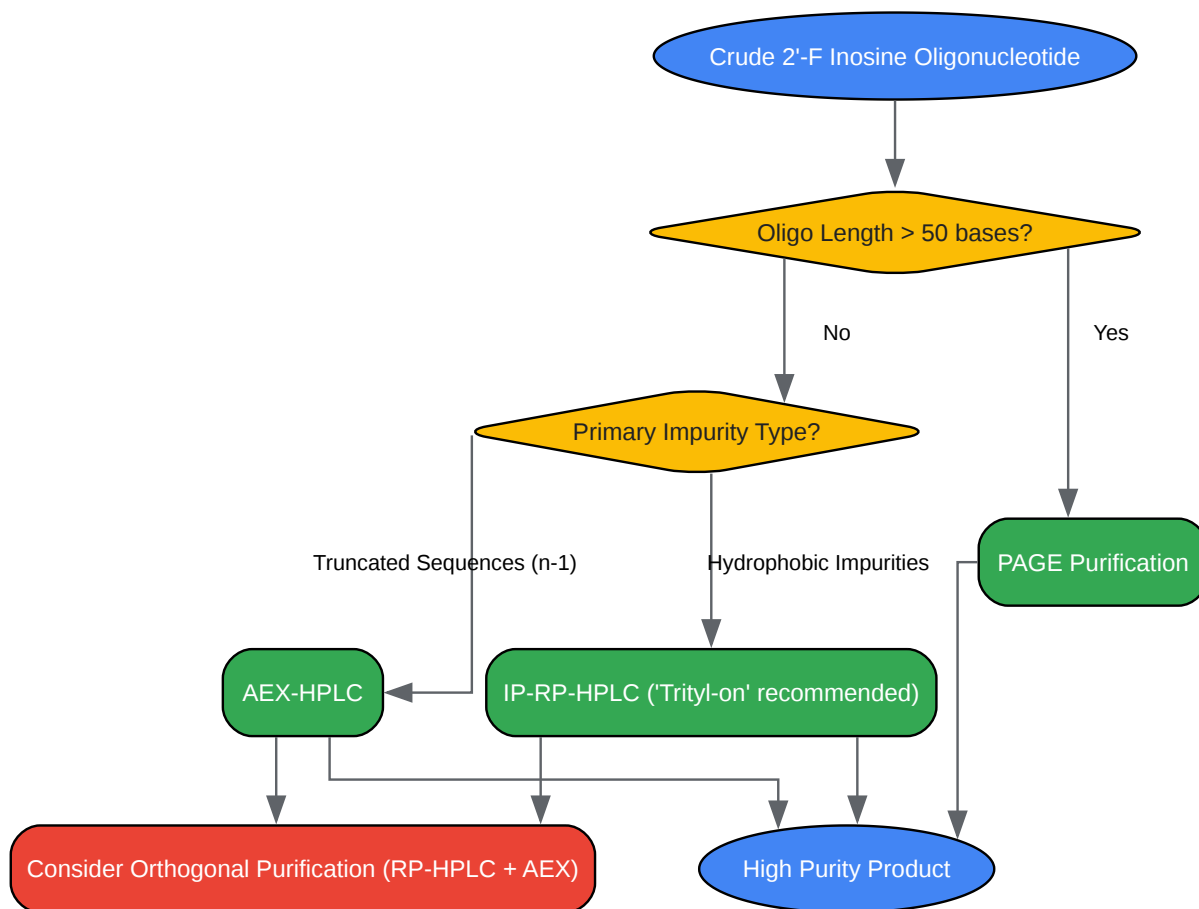 Crude 2'-F Inosine Oligonucleotide
Oligo Length > 50 bases?
No
Yes
Primary Impurity Type?
Truncated Sequences (n-1)
Hydrophobic Impurities
PAGE Purification
AEX-HPLC
IP-RP-HPLC ('Trityl-on' recommended)
Consider Orthogonal Purification (RP-HPLC + AEX)
High Purity Product